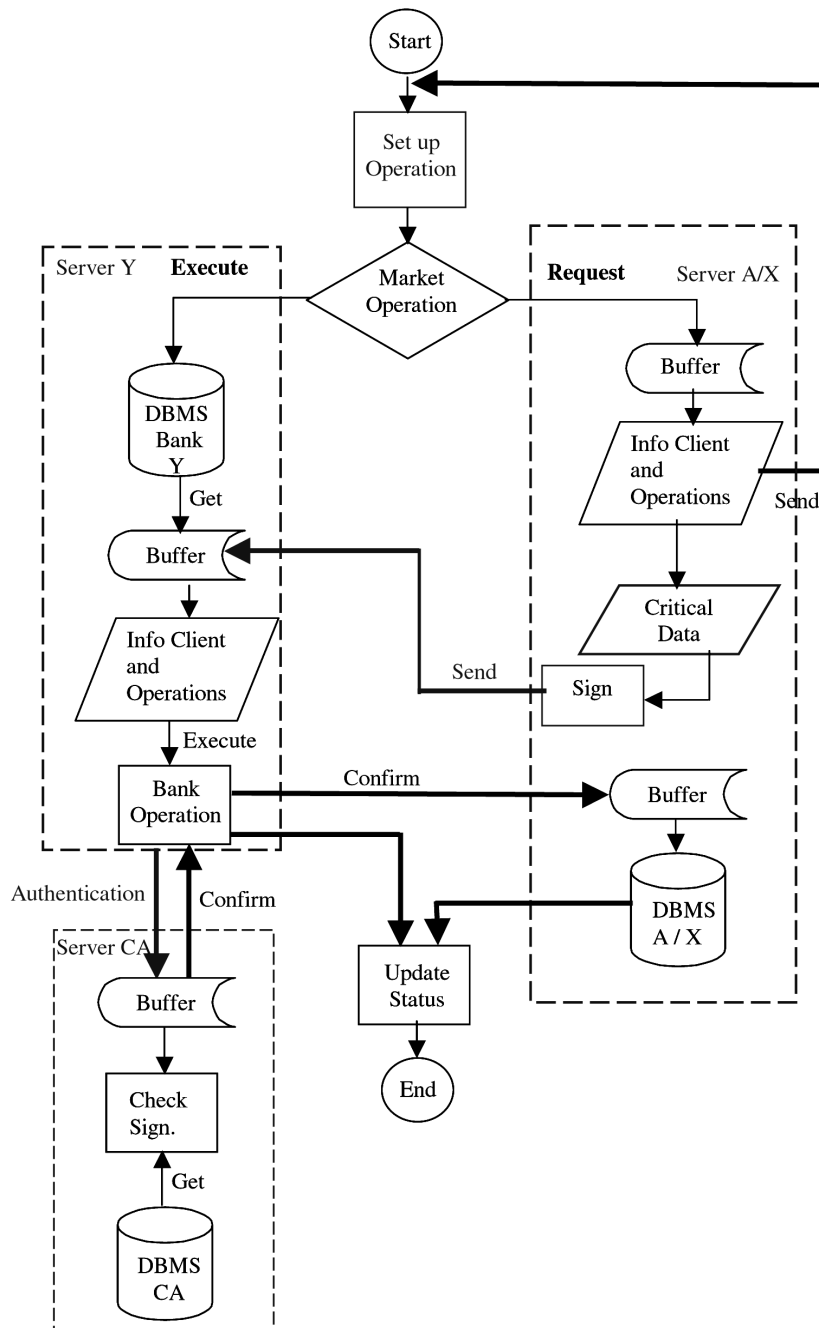 Start
Set up
Operation
Market
Operation
Server Y Execute
Request Server A/X
DBMS
Bank
Y
Get
Buffer
Info Client
and
Operations
Execute
Bank
Operation
Buffer
Info Client
and
Operations
Send
Critical
Data
Sign
Send
Confirm
Buffer
DBMS
A / X
Authentication
Confirm
Server CA
Buffer
Check
Sign.
Get
DBMS
CA
Update
Status
End